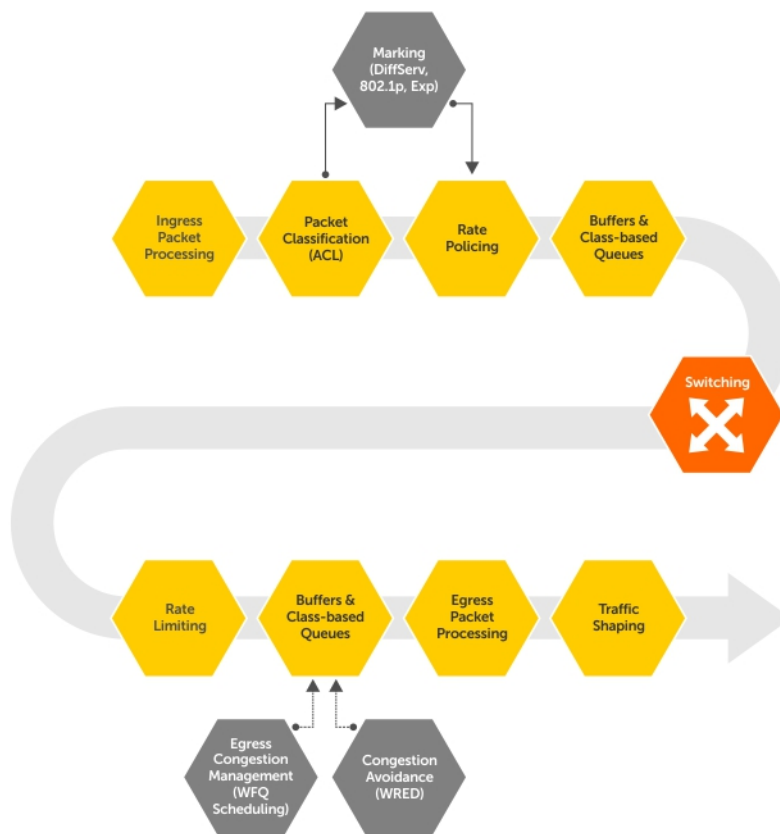 Marking
(DiffServ,
802.1p, Exp)
Ingress
Packet
Processing
Packet
Classification
(ACL)
Rate
Policing
Buffers &
Class-based
Queues
Switching
Rate
Limiting
Buffers &
Class-based
Queues
Egress
Packet
Processing
Traffic
Shaping
Egress
Congestion
Management
(WFQ
Scheduling)
Congestion
Avoidance
(WRED)